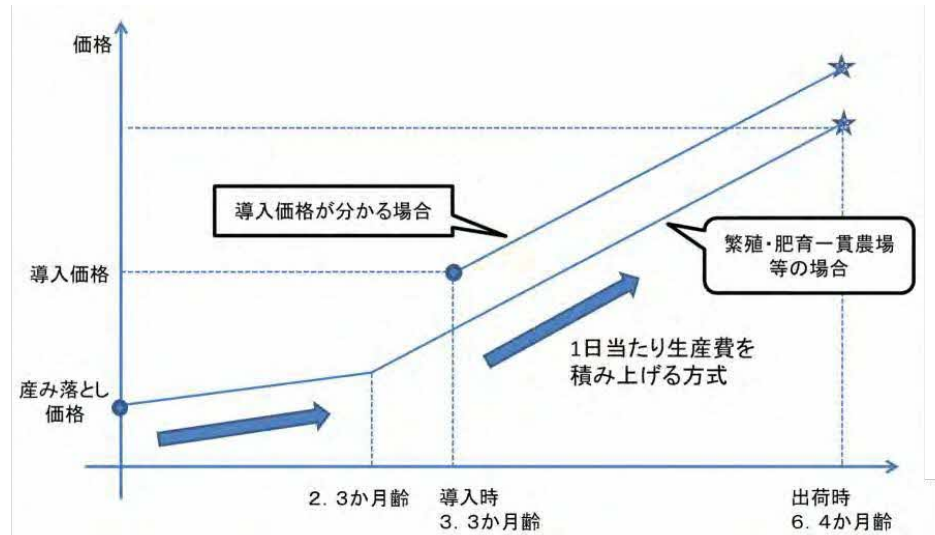 価格
導入価格が分かる場合
繁殖・肥育一貫農場
等の場合
導入価格
1日当たり生産費を
積み上げる方式
産み落とし
価格
2．3か月齢
導入時
3．3か月齢
出荷時
6．4か月齢